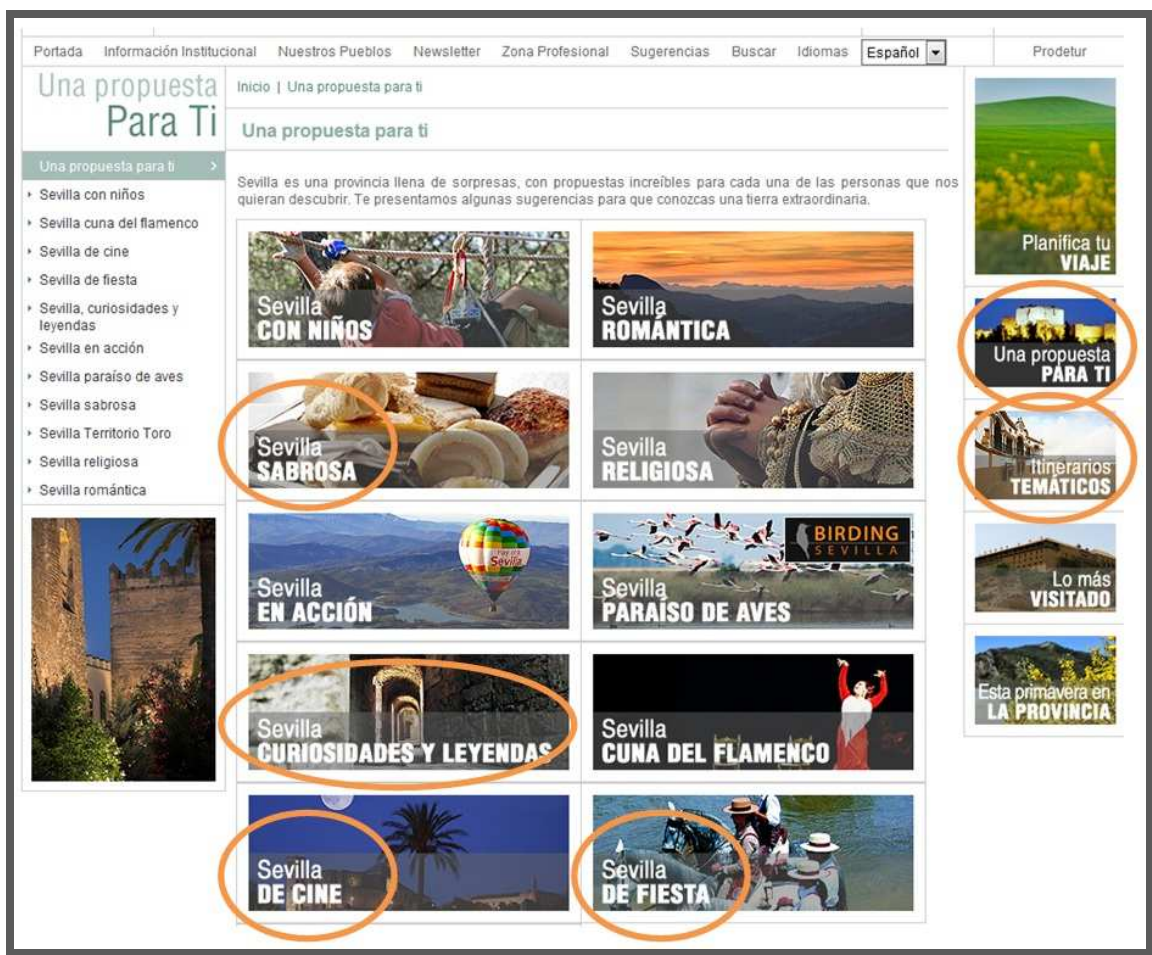 Portada Información Institucional Nuestros Pueblos Newsletter Zona Profesional Sugerencias Buscar Idiomas Español Prodetur
Una propuesta
Para Ti
Una propuesta para ti
Sevilla con niños
Sevilla cuna del flamenco
Sevilla de cine
Sevilla de fiesta
Sevilla, curiosidades y
leyendas
Sevilla en acción
Sevilla paraíso de aves
Sevilla sabrosa
Sevilla Territorio Toro
Sevilla religiosa
Sevilla romántica
Inicio | Una propuesta para ti
Una propuesta para ti
Sevilla es una provincia llena de sorpresas, con propuestas increíbles para cada una de las personas que nos
quieran descubrir. Te presentamos algunas sugerencias para que conozcas una tierra extraordinaria.
Sevilla
CON NIÑOS
Sevilla
ROMÁNTICA
Sevilla
SABROSA
Sevilla
RELIGIOSA
Sevilla
Sevilla
EN ACCIÓN
BIRDING
SEVILLA
Sevilla
PARAÍSO DE AVES
Sevilla
CURIOSIDADES Y LEYENDAS
Sevilla
CUNA DEL FLAMENCO
Sevilla
DE CINE
Sevilla
DE FIESTA
Planifica tu
VIAJE
Una propuesta
PARA TI
Itinerarios
TEMÁTICOS
Lo más
VISITADO
Esta primavera en
LA PROVINCIA